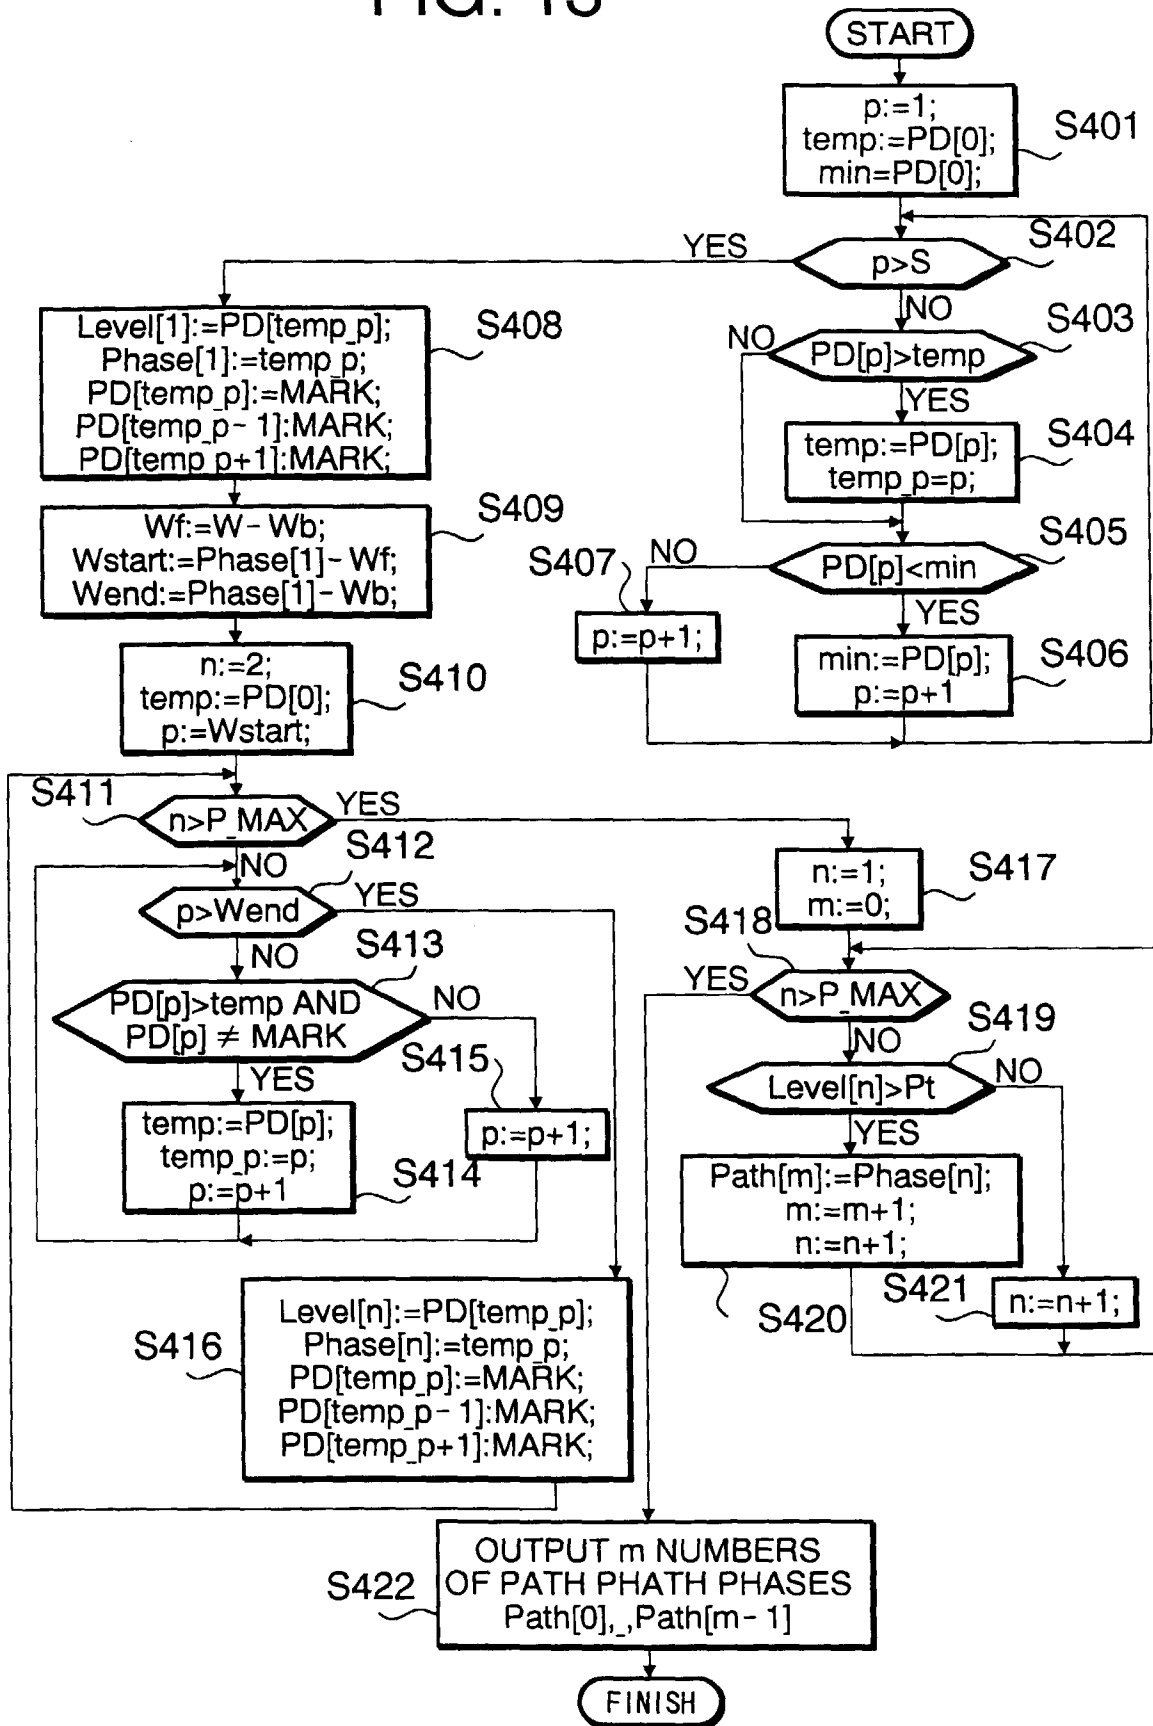 FIG. 13
START
p:=1;
temp:=PD[0];
min=PD[0];
S401
p>S
S402
YES
NO
PD[p]>temp
S403
NO
YES
temp:=PD[p];
temp_p=p;
S404
PD[p]<min
S405
NO
YES
S407
p:=p+1;
min:=PD[p];
p:=p+1
S406
Level[1]:=PD[temp_p];
Phase[1]:=temp_p;
PD[temp_p]:=MARK;
PD[temp_p-1]:MARK;
PD[temp_p+1]:MARK;
S408
Wf:=W-Wb;
Wstart:=Phase[1]-Wf;
Wend:=Phase[1]-Wb;
S409
n:=2;
temp:=PD[0];
p:=Wstart;
S410
S411
n>P_MAX
YES
NO
S412
p>Wend
YES
NO
S413
PD[p]>temp AND
PD[p] ≠ MARK
NO
YES
S415
p:=p+1;
temp:=PD[p];
temp_p:=p;
p:=p+1
S414
S416
Level[n]:=PD[temp_p];
Phase[n]:=temp_p;
PD[temp_p]:=MARK;
PD[temp_p-1]:MARK;
PD[temp_p+1]:MARK;
n:=1;
m:=0;
S417
S418
n>P_MAX
YES
NO
S419
Level[n]>Pt
NO
YES
Path[m]:=Phase[n];
m:=m+1;
n:=n+1;
S420
S421
n:=n+1;
S422
OUTPUT m NUMBERS
OF PATH PHATH PHASES
Path[0],_,Path[m-1]
FINISH